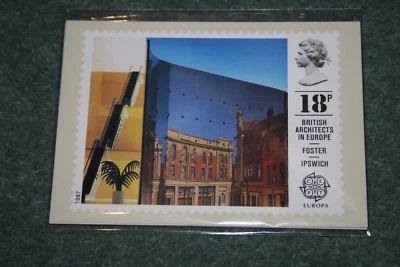 18P
BRITISH
ARCHITECTS
IN EUROPE
FOSTER
IPSWICH
EUROPA
1987